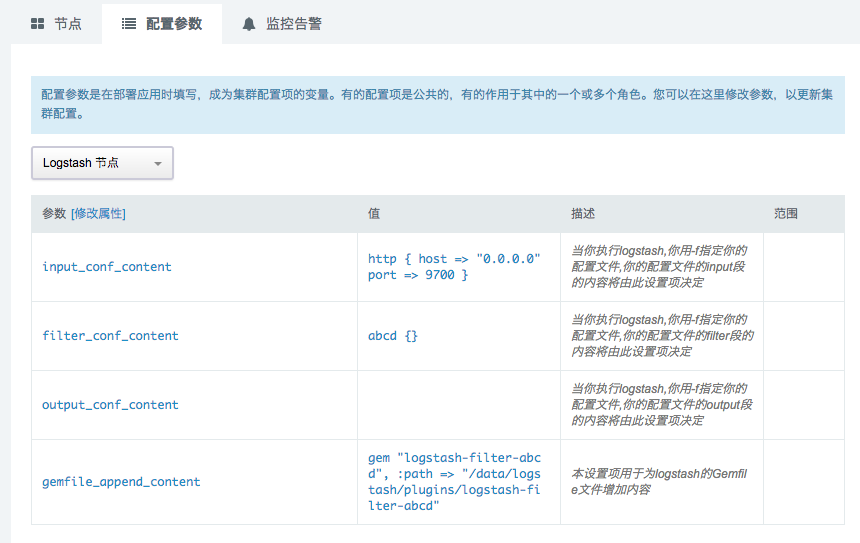 节点 配置参数 监控告警
配置参数是在部署应用时填写，成为集群配置项的变量。有的配置项是公共的，有的作用于其中的一个或多个角色。您可以在这里修改参数，以更新集
群配置。
Logstash 节点
参数 [修改属性] 值 描述 范围
input_conf_content
http { host => "0.0.0.0"
port => 9700 }
当你执行logstash,你用-f指定你的
配置文件,你的配置文件的input段
的内容将由此设置项决定
filter_conf_content
abcd {}
当你执行logstash,你用-f指定你的
配置文件,你的配置文件的filter段的
内容将由此设置项决定
output_conf_content
当你执行logstash,你用-f指定你的
配置文件,你的配置文件的output段
的内容将由此设置项决定
gemfile_append_content
gem "logstash-filter-abc
d", :path => "/data/logs
tash/plugins/logstash-fi
lter-abcd"
本设置项用于为logstash的Gemfil
e文件增加内容